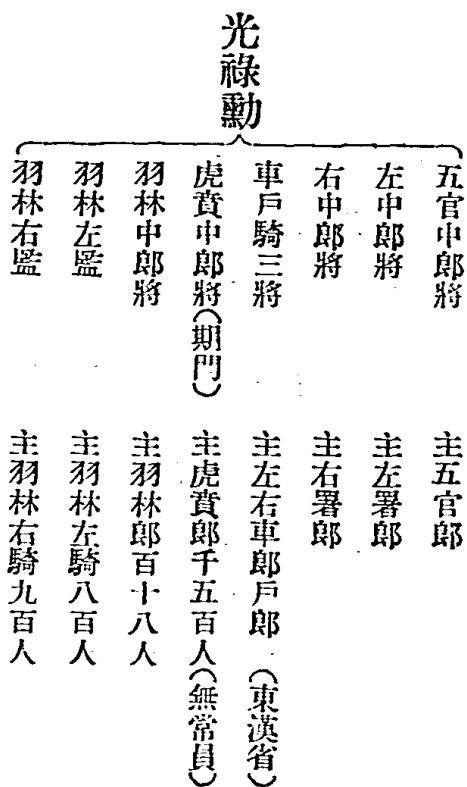 光祿勳
五官中郎將　主五官郎
左中郎將　主左署郎
右中郎將　主右署郎
車戶騎三將　主左右車郎戶郎（東漢省）
虎賁中郎將（期門）　主虎賁郎千五百人（無常員）
羽林中郎將　主羽林郎百十八人
羽林左監　主羽林左騎八百人
羽林右監　主羽林右騎九百人